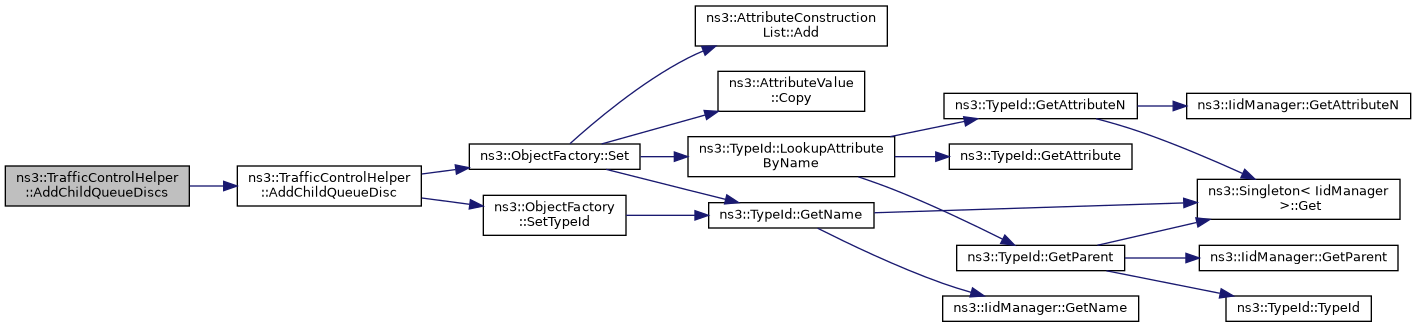 ns3::TrafficControlHelper
::AddChildQueueDiscs
ns3::TrafficControlHelper
::AddChildQueueDisc
ns3::ObjectFactory::Set
ns3::ObjectFactory
::SetTypeId
ns3::AttributeConstruction
List::Add
ns3::AttributeValue
::Copy
ns3::TypeId::LookupAttribute
ByName
ns3::TypeId::GetName
ns3::TypeId::GetAttributeN
ns3::TypeId::GetAttribute
ns3::TypeId::GetParent
ns3::IidManager::GetName
ns3::IidManager::GetAttributeN
ns3::Singleton< IidManager
>::Get
ns3::IidManager::GetParent
ns3::TypeId::TypeId